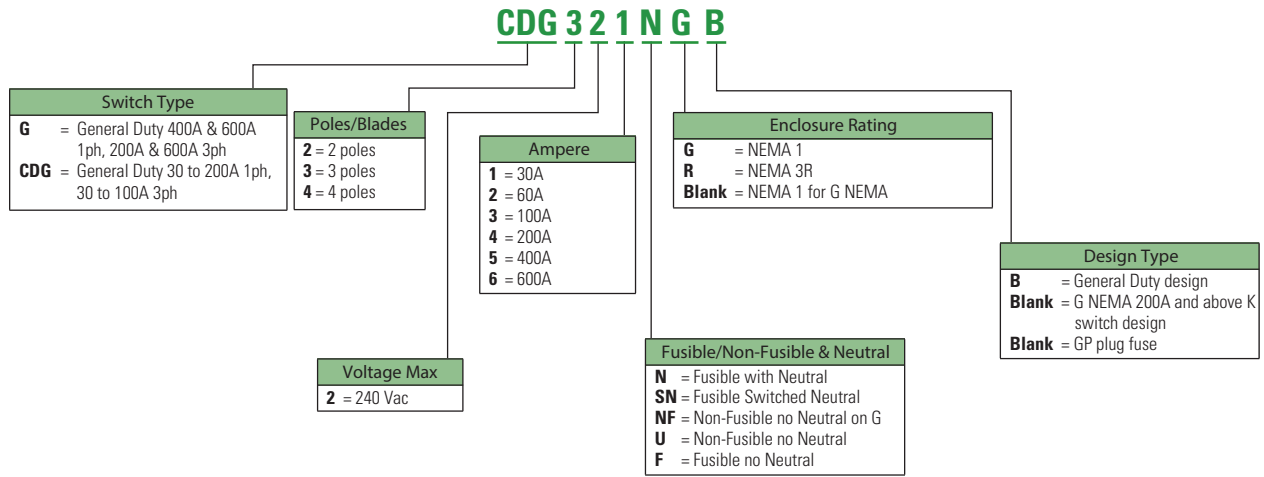 CDG 3 2 1 N G B
Switch Type
G = General Duty 400A & 600A
1ph, 200A & 600A 3ph
CDG = General Duty 30 to 200A 1ph,
30 to 100A 3ph
Poles/Blades
2 = 2 poles
3 = 3 poles
4 = 4 poles
Voltage Max
2 = 240 Vac
Ampere
1 = 30A
2 = 60A
3 = 100A
4 = 200A
5 = 400A
6 = 600A
Fusible/Non-Fusible & Neutral
N = Fusible with Neutral
SN = Fusible Switched Neutral
NF = Non-Fusible no Neutral on G
U = Non-Fusible no Neutral
F = Fusible no Neutral
Enclosure Rating
G = NEMA 1
R = NEMA 3R
Blank = NEMA 1 for G NEMA
Design Type
B = General Duty design
Blank = G NEMA 200A and above K
switch design
Blank = GP plug fuse